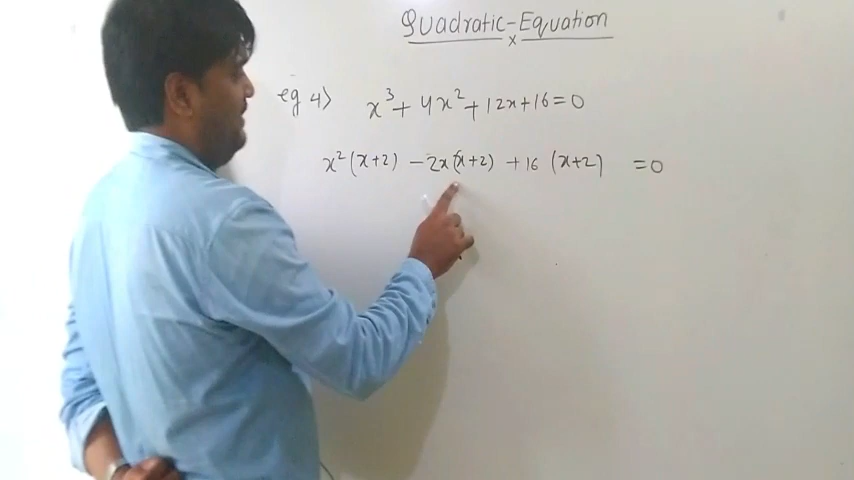 Quadratic-Equation
x
eg 4> x³ + 4x² + 12x + 16 = 0
x² (x+2) - 2x (x+2) + 16 (x+2) = 0